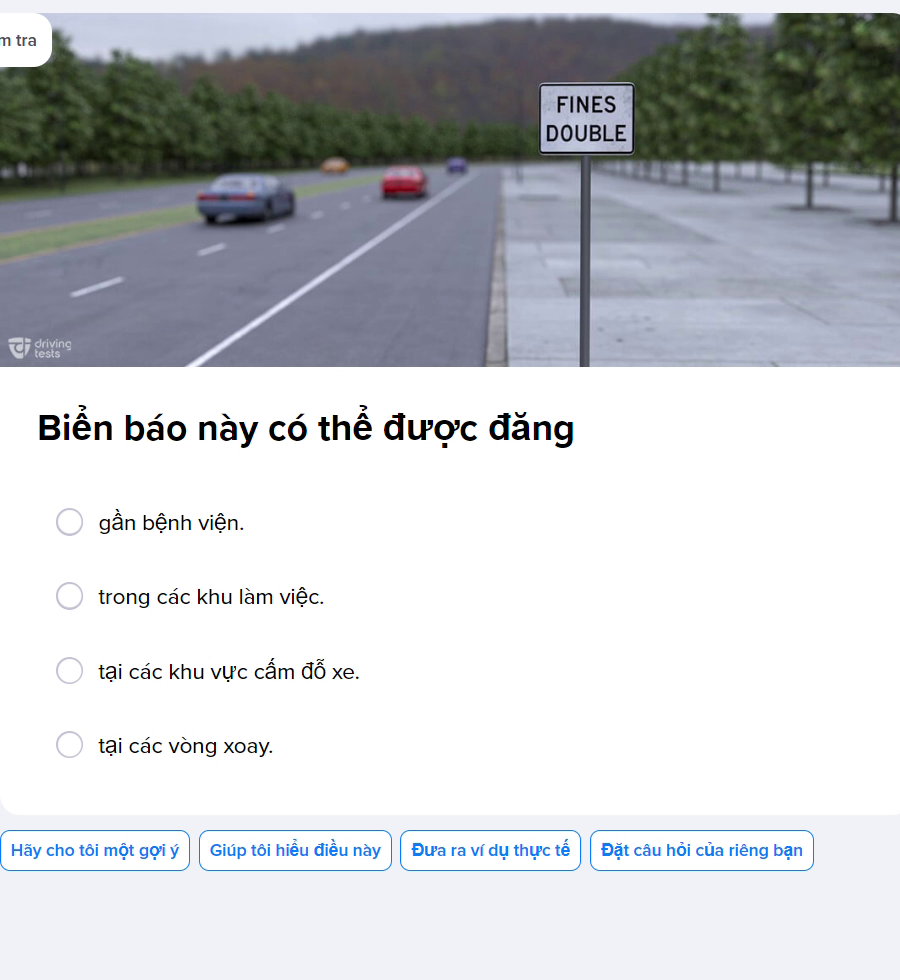 m tra
FINES
DOUBLE
driving
tests
Biển báo này có thể được đăng
gần bệnh viện.
trong các khu làm việc.
tại các khu vực cấm đỗ xe.
tại các vòng xoay.
Hãy cho tôi một gợi ý
Giúp tôi hiểu điều này
Đưa ra ví dụ thực tế
Đặt câu hỏi của riêng bạn